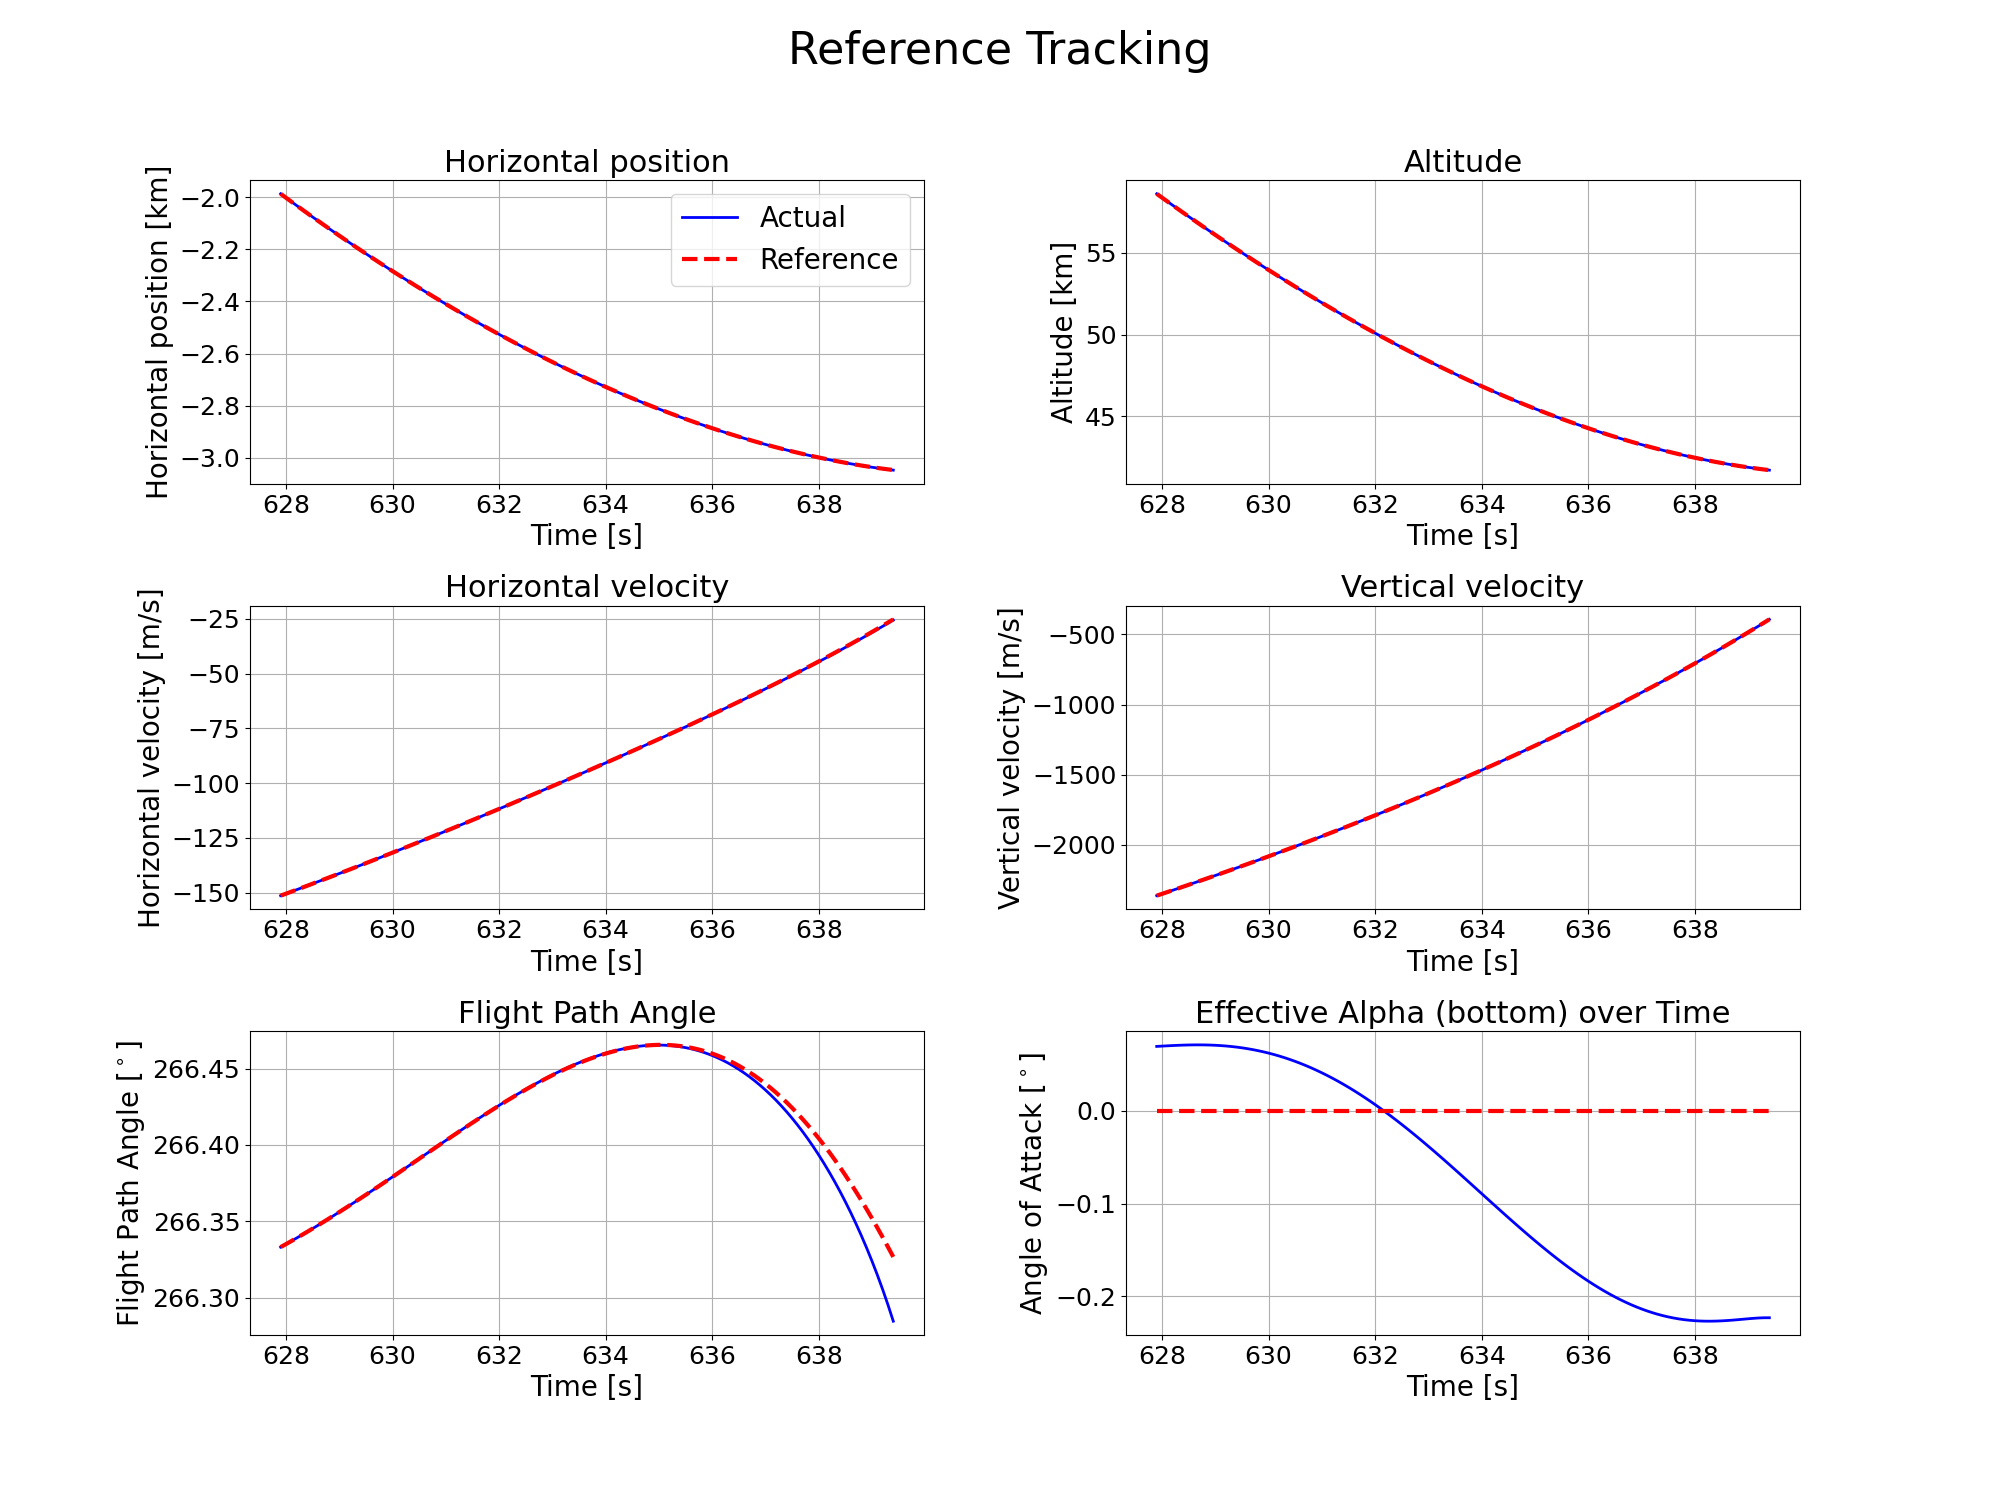 Reference Tracking
Horizontal position
Horizontal position [km]
−2.0
−2.2
−2.4
−2.6
−2.8
−3.0
Actual
Reference
628 630 632 634 636 638
Time [s]
Altitude
Altitude [km]
55
50
45
628 630 632 634 636 638
Time [s]
Horizontal velocity
Horizontal velocity [m/s]
−25
−50
−75
−100
−125
−150
628 630 632 634 636 638
Time [s]
Vertical velocity
Vertical velocity [m/s]
−500
−1000
−1500
−2000
628 630 632 634 636 638
Time [s]
Flight Path Angle
Flight Path Angle [°]
266.45
266.40
266.35
266.30
628 630 632 634 636 638
Time [s]
Effective Alpha (bottom) over Time
Angle of Attack [°]
0.0
−0.1
−0.2
628 630 632 634 636 638
Time [s]